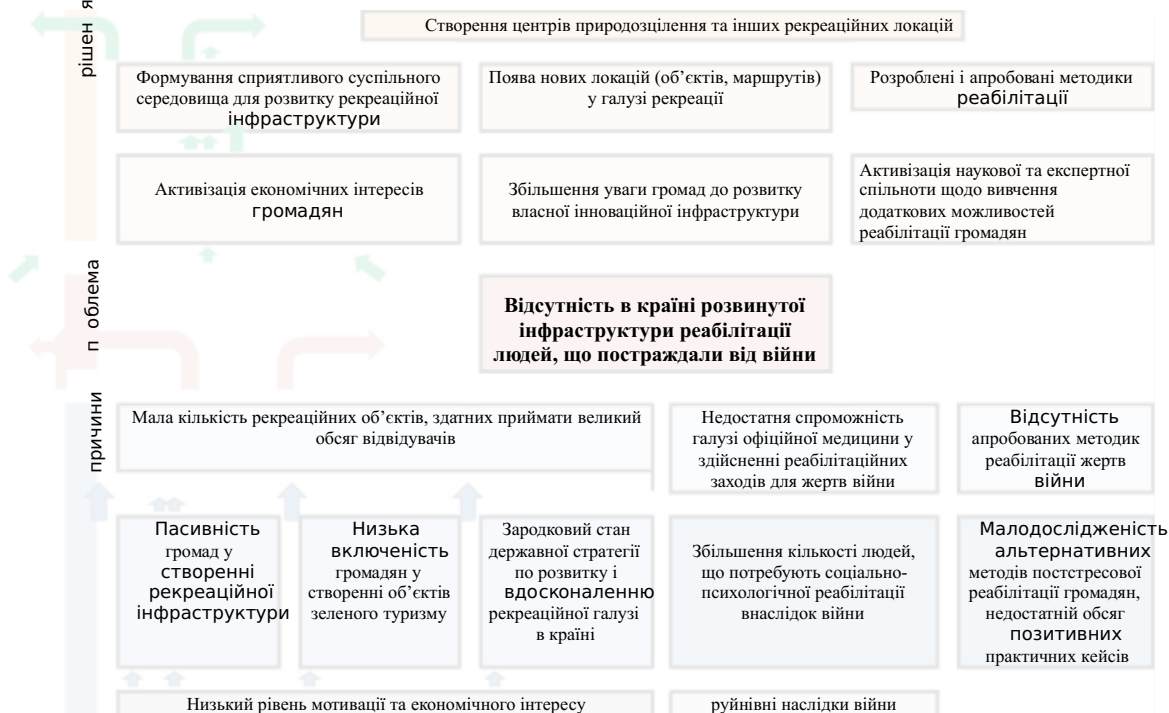 рішен я
Створення центрів природозцілення та інших рекреаційних локацій
Формування сприятливого суспільного
середовища для розвитку рекреаційної
інфраструктури
Поява нових локацій (об’єктів, маршрутів)
у галузі рекреації
Розроблені і апробовані методики
реабілітації
Активізація економічних інтересів
громадян
Збільшення уваги громад до розвитку
власної інноваційної інфраструктури
Активізація наукової та експертної
спільноти щодо вивчення
додаткових можливостей
реабілітації громадян
п облема
Відсутність в країні розвинутої
інфраструктури реабілітації
людей, що постраждали від війни
причини
Мала кількість рекреаційних об’єктів, здатних приймати великий
обсяг відвідувачів
Недостатня спроможність
галузі офіційної медицини у
здійсненні реабілітаційних
заходів для жертв війни
Відсутність
апробованих методик
реабілітації жертв
війни
Пасивність
громад у
створенні
рекреаційної
інфраструктури
Низька
включеність
громадян у
створенні об’єктів
зеленого туризму
Зародковий стан
державної стратегії
по розвитку і
вдосконаленню
рекреаційної галузі
в країні
Збільшення кількості людей,
що потребують соціально-
психологічної реабілітації
внаслідок війни
Малодослідженість
альтернативних
методів постстресової
реабілітації громадян,
недостатній обсяг
позитивних
практичних кейсів
Низький рівень мотивації та економічного інтересу
руйнівні наслідки війни